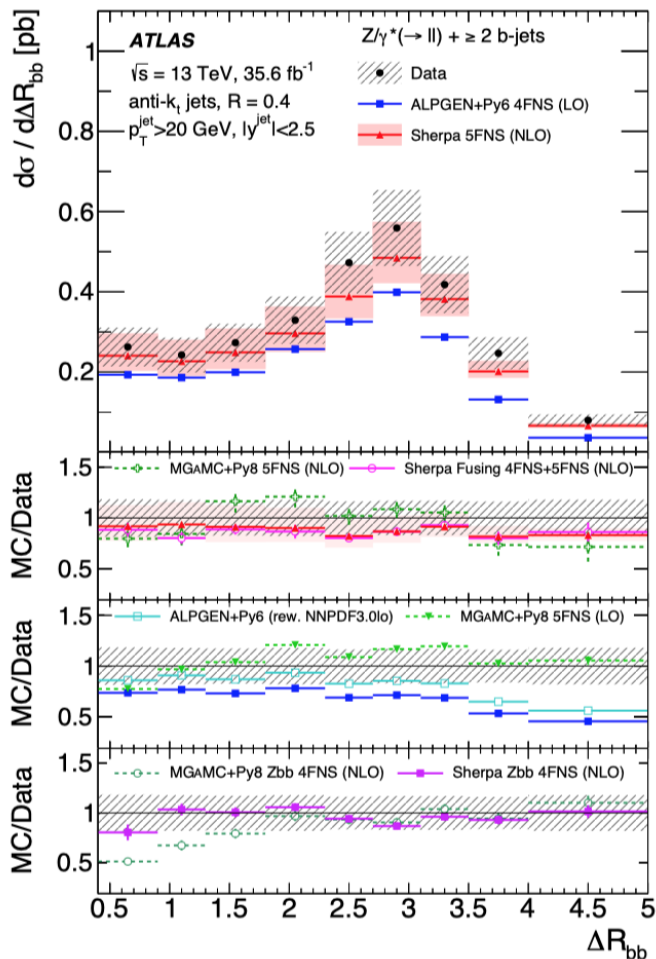 dσ / dΔR_bb [pb]
1
0.8
0.6
0.4
0.2
ATLAS
√s = 13 TeV, 35.6 fb⁻¹
anti-k_t jets, R = 0.4
p_T^jet>20 GeV, |y^jet|<2.5
Z/γ*(→ ll) + ≥ 2 b-jets
Data
ALPGEN+Py6 4FNS (LO)
Sherpa 5FNS (NLO)
MC/Data
1.5
1
0.5
MGAMC+Py8 5FNS (NLO)
Sherpa Fusing 4FNS+5FNS (NLO)
MC/Data
1.5
1
0.5
ALPGEN+Py6 (rew. NNPDF3.0lo)
MGAMC+Py8 5FNS (LO)
MC/Data
1.5
1
0.5
MGAMC+Py8 Zbb 4FNS (NLO)
Sherpa Zbb 4FNS (NLO)
0.5 1 1.5 2 2.5 3 3.5 4 4.5 5
ΔR_bb